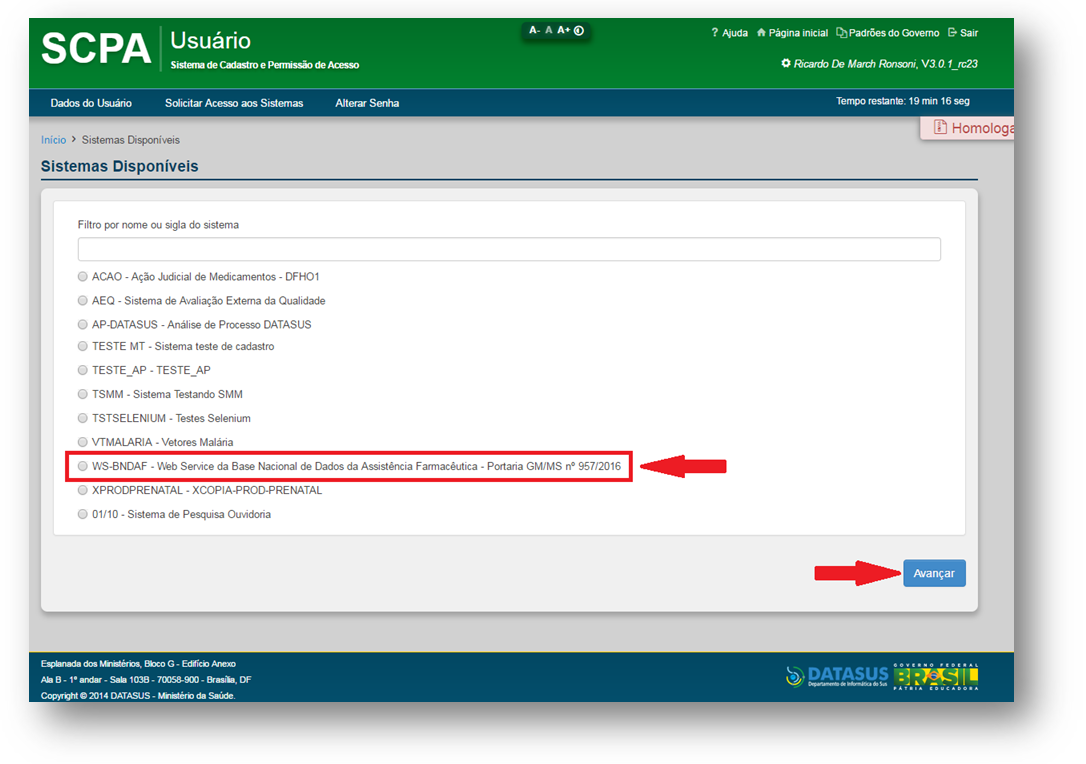 SCPA
Usuário
Sistema de Cadastro e Permissão de Acesso
A- A A+
? Ajuda Página inicial Padrões do Governo Sair
Ricardo De March Ronsoni, V3.0.1_rc23
Dados do Usuário Solicitar Acesso aos Sistemas Alterar Senha
Tempo restante: 19 min 16 seg
Homologa
Início > Sistemas Disponíveis
Sistemas Disponíveis
Filtro por nome ou sigla do sistema
ACAO - Ação Judicial de Medicamentos - DFHO1
AEQ - Sistema de Avaliação Externa da Qualidade
AP-DATASUS - Análise de Processo DATASUS
TESTE MT - Sistema teste de cadastro
TESTE_AP - TESTE_AP
TSMM - Sistema Testando SMM
TSTSELENIUM - Testes Selenium
VTMALARIA - Vetores Malária
WS-BNDAF - Web Service da Base Nacional de Dados da Assistência Farmacêutica - Portaria GM/MS nº 957/2016
XPRODPRENATAL - XCOPIA-PROD-PRENATAL
01/10 - Sistema de Pesquisa Ouvidoria
Avançar
Esplanada dos Ministérios, Bloco G - Edifício Anexo
Ala B - 1º andar - Sala 103B - 70058-900 - Brasília, DF
Copyright © 2014 DATASUS - Ministério da Saúde.
DATASUS
Departamento de Informática do Sus
GOVERNO FEDERAL
BRASIL
PÁTRIA EDUCADORA